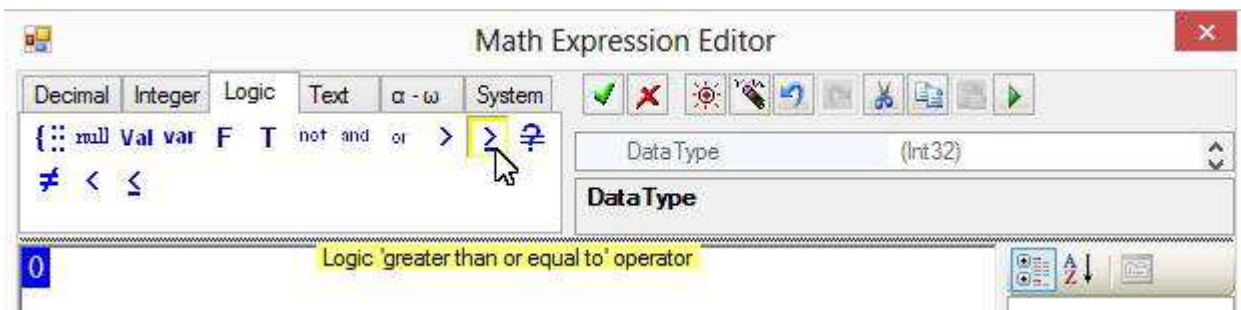 Math Expression Editor
Decimal Integer Logic Text α - ω System
{ null Val var F T not and or > ≥
≠ < ≤
DataType (Int32)
DataType
Logic 'greater than or equal to' operator
0
A
Z